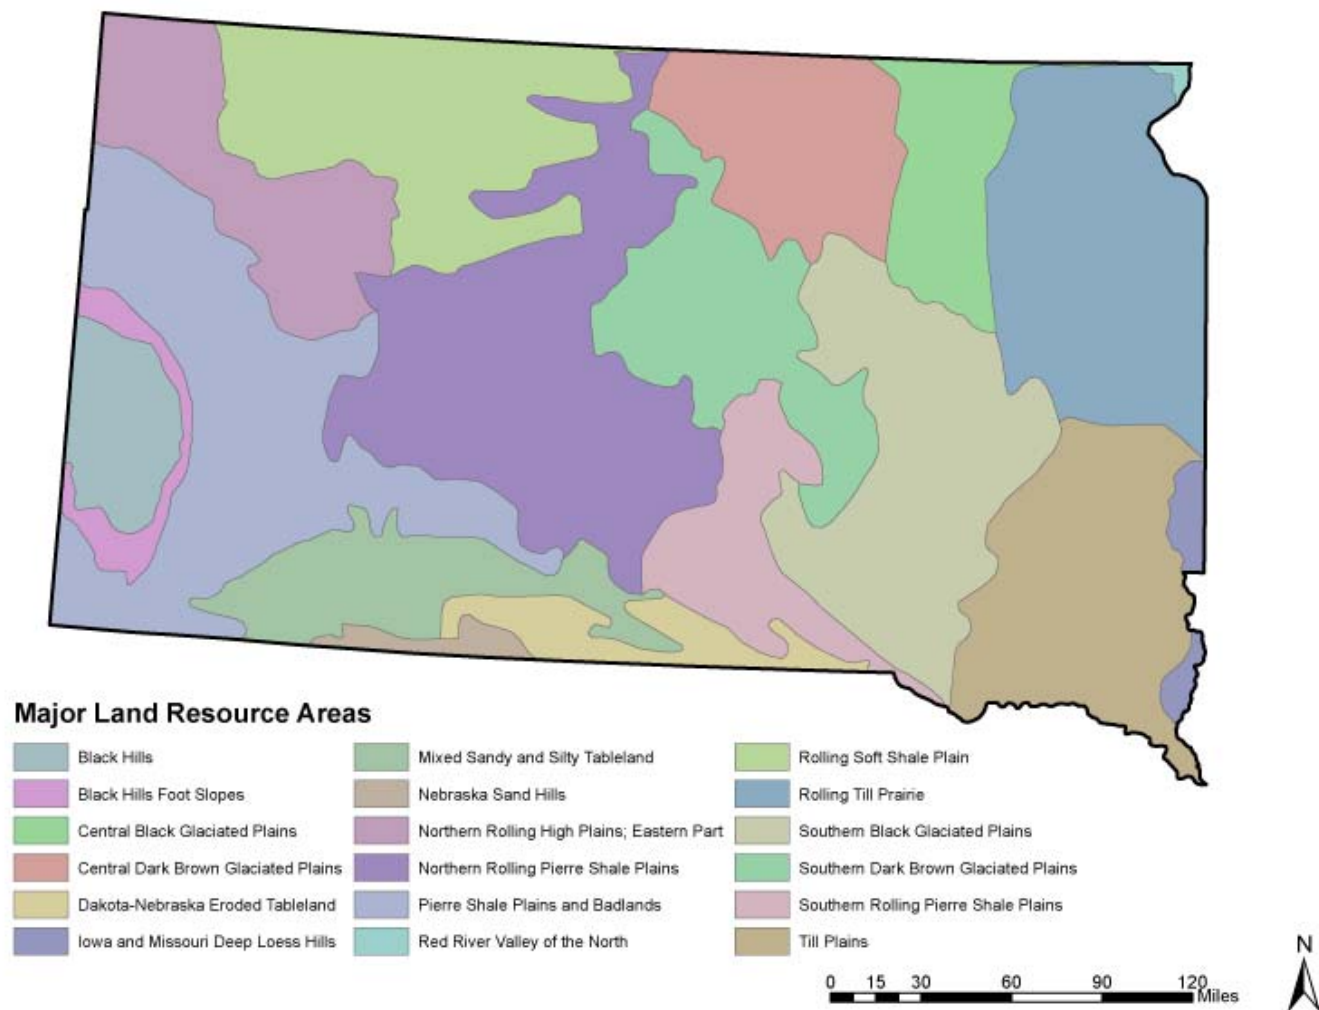 Major Land Resource Areas
Black Hills
Black Hills Foot Slopes
Central Black Glaciated Plains
Central Dark Brown Glaciated Plains
Dakota-Nebraska Eroded Tableland
Iowa and Missouri Deep Loess Hills
Mixed Sandy and Silty Tableland
Nebraska Sand Hills
Northern Rolling High Plains; Eastern Part
Northern Rolling Pierre Shale Plains
Pierre Shale Plains and Badlands
Red River Valley of the North
Rolling Soft Shale Plain
Rolling Till Prairie
Southern Black Glaciated Plains
Southern Dark Brown Glaciated Plains
Southern Rolling Pierre Shale Plains
Till Plains
0 15 30 60 90 120
Miles
N